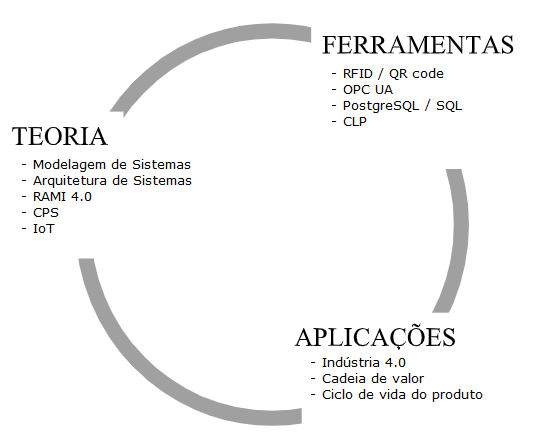 FERRAMENTAS
- RFID / QR code
- OPC UA
- PostgreSQL / SQL
- CLP
TEORIA
- Modelagem de Sistemas
- Arquitetura de Sistemas
- RAMI 4.0
- CPS
- IoT
APLICAÇÕES
- Indústria 4.0
- Cadeia de valor
- Ciclo de vida do produto